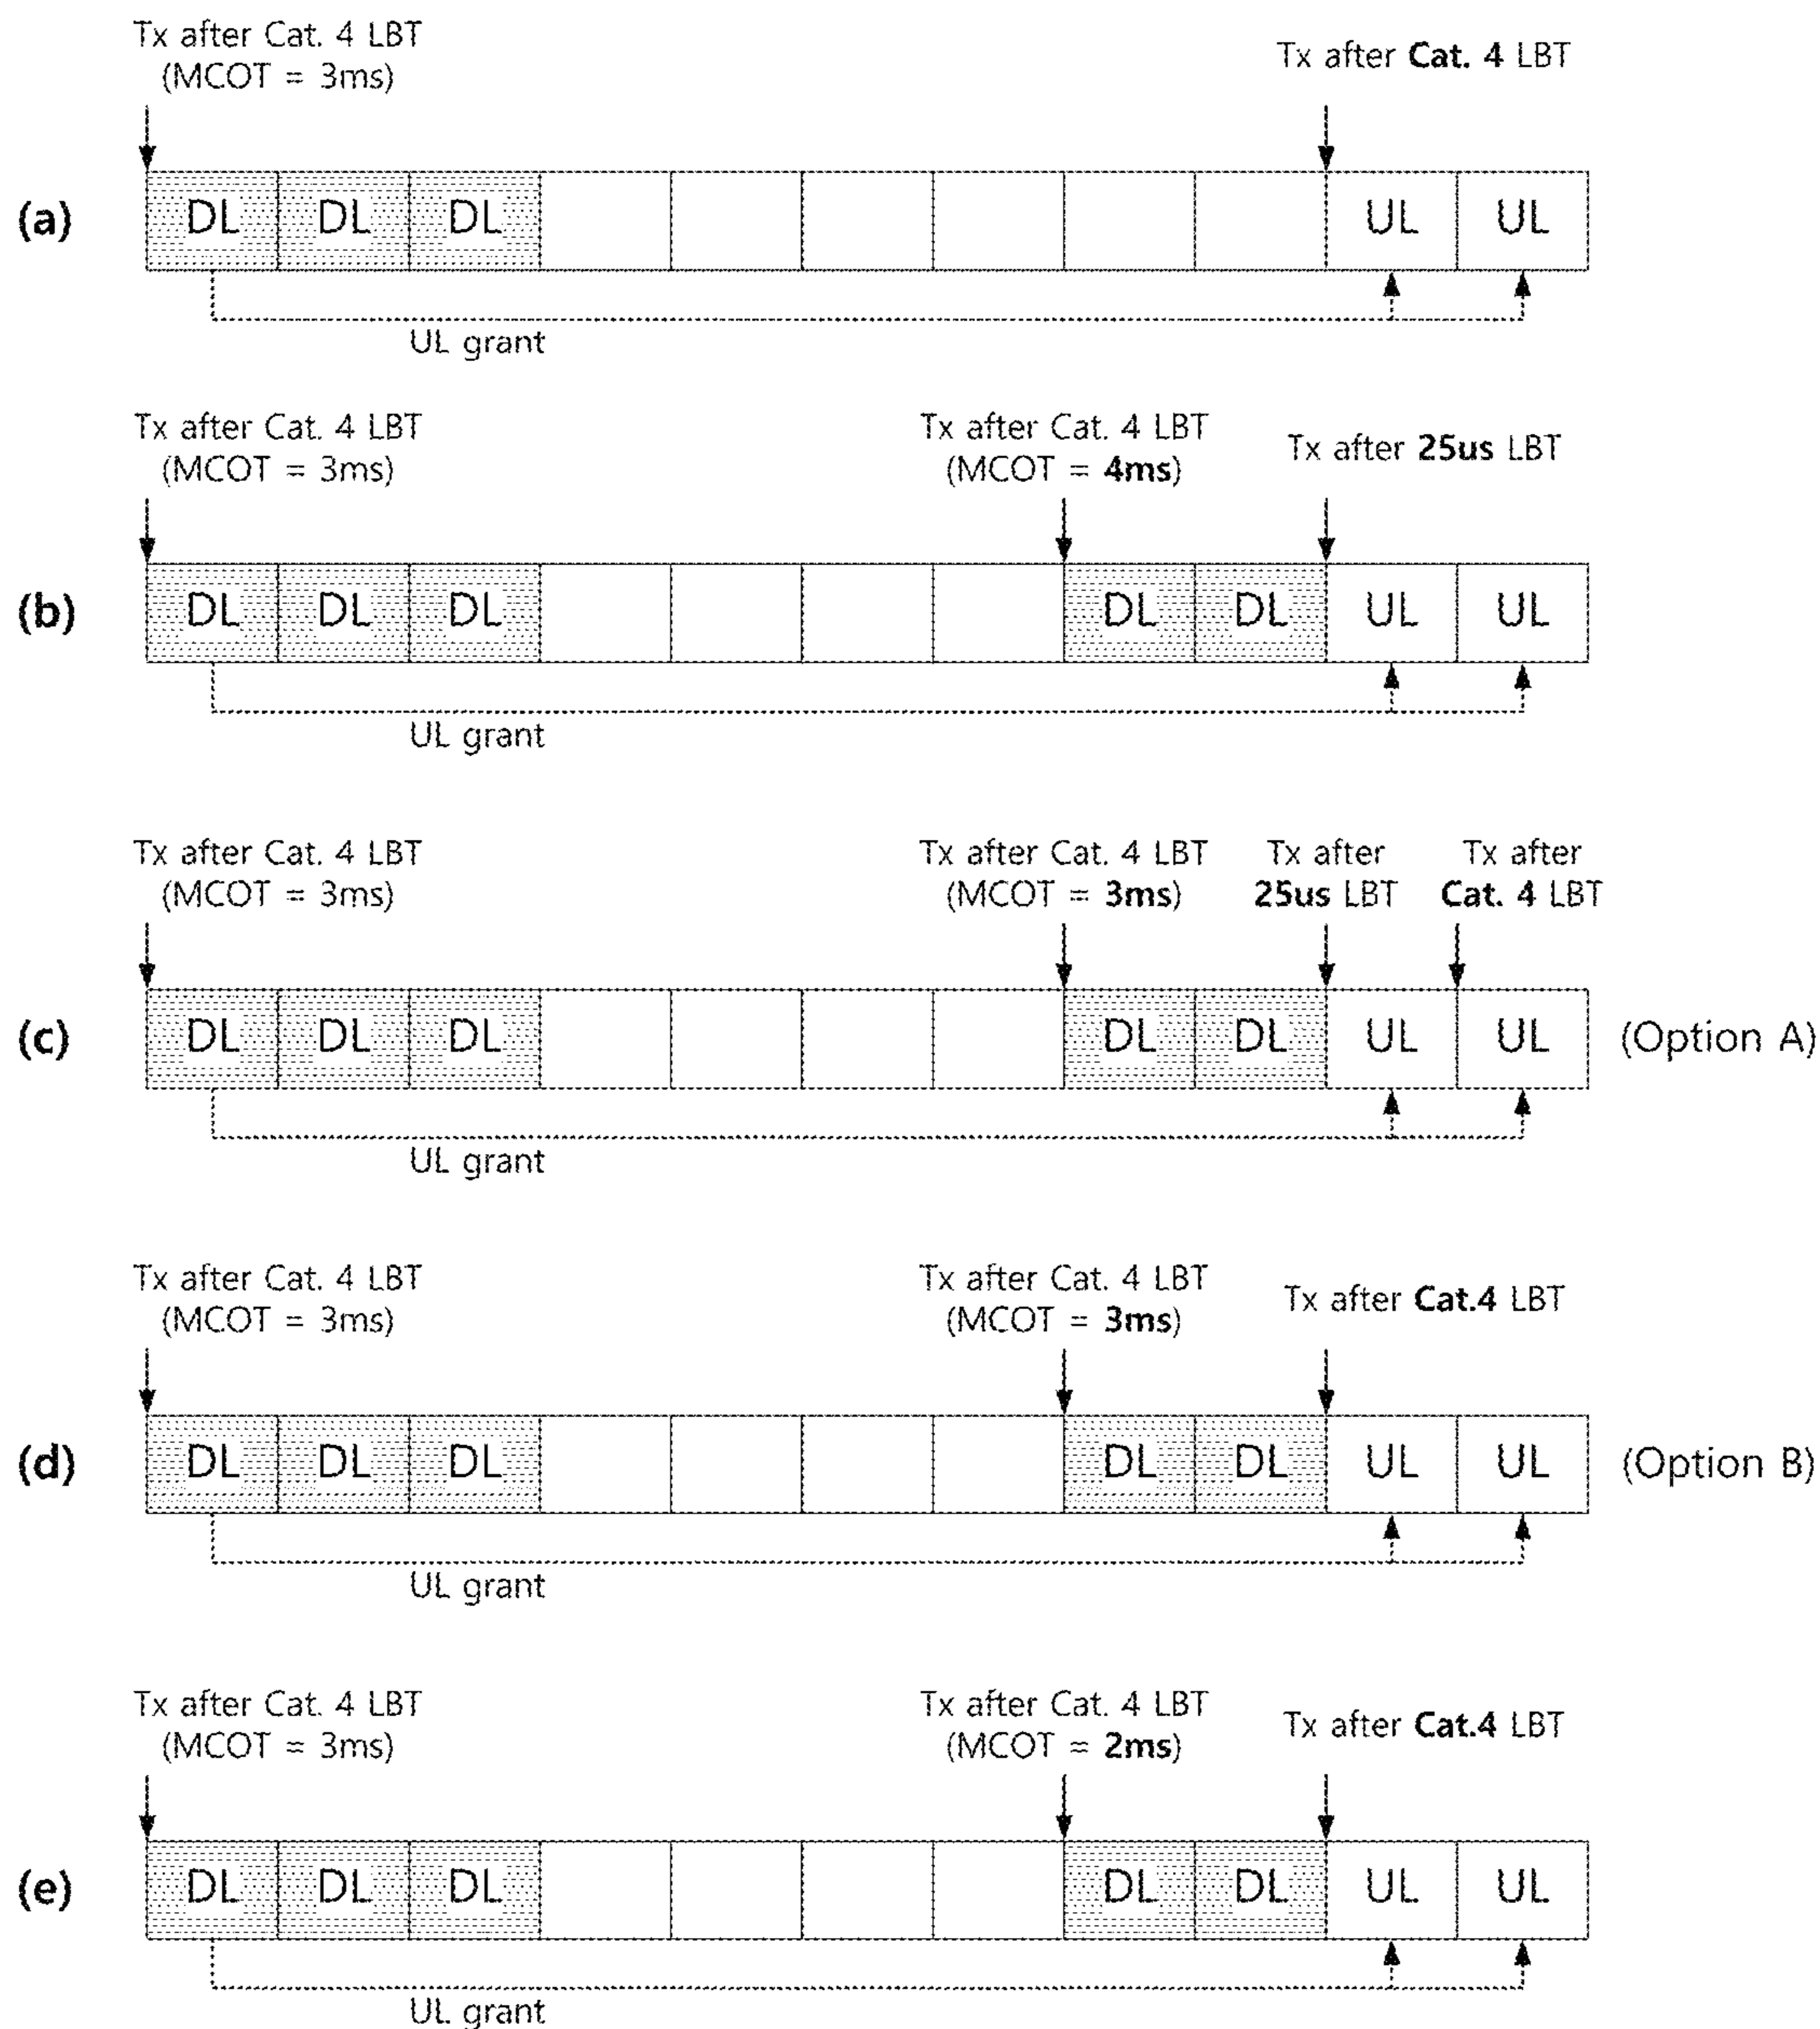 Tx after Cat. 4 LBT
(MCOT = 3ms)
Tx after Cat. 4 LBT
(a)
DL DL DL UL UL
UL grant
Tx after Cat. 4 LBT
(MCOT = 3ms)
Tx after Cat. 4 LBT
(MCOT = 4ms)
Tx after 25us LBT
(b)
DL DL DL DL DL UL UL
UL grant
Tx after Cat. 4 LBT
(MCOT = 3ms)
Tx after Cat. 4 LBT
(MCOT = 3ms)
Tx after
25us LBT
Tx after
Cat. 4 LBT
(c)
DL DL DL DL DL UL UL
(Option A)
UL grant
Tx after Cat. 4 LBT
(MCOT = 3ms)
Tx after Cat. 4 LBT
(MCOT = 3ms)
Tx after Cat.4 LBT
(d)
DL DL DL DL DL UL UL
(Option B)
UL grant
Tx after Cat. 4 LBT
(MCOT = 3ms)
Tx after Cat. 4 LBT
(MCOT = 2ms)
Tx after Cat.4 LBT
(e)
DL DL DL DL DL UL UL
UL grant